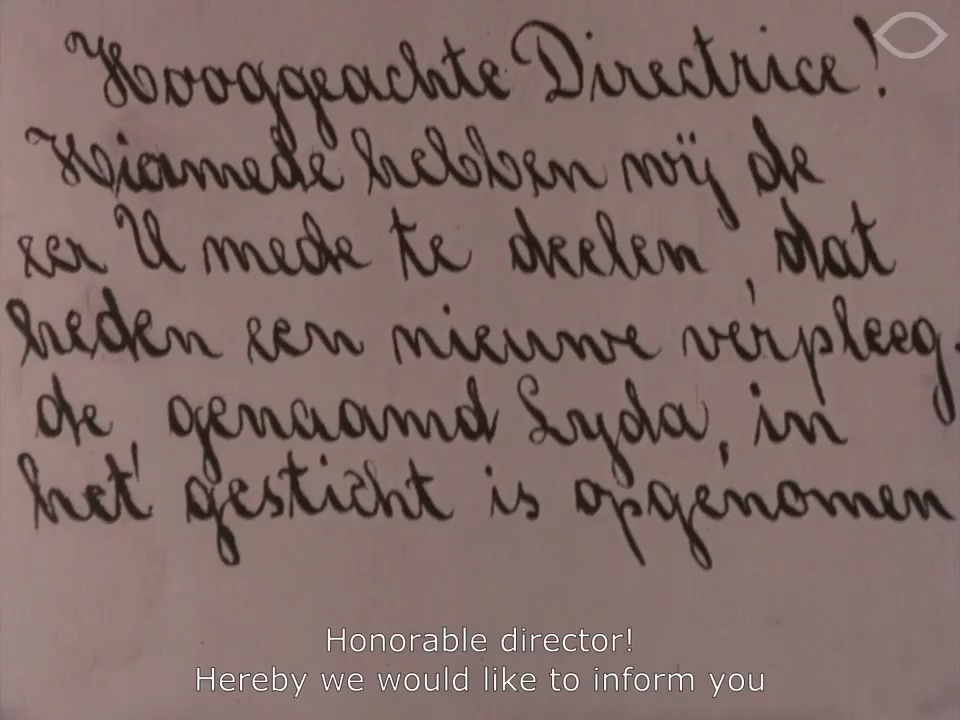 Hooggeachte Directrice!
Hiermede hebben wij de
eer U mede te deelen, dat
heden een nieuwe verpleeg-
de, genaamd Lyda, in
het gesticht is opgenomen
Honorable director!
Hereby we would like to inform you